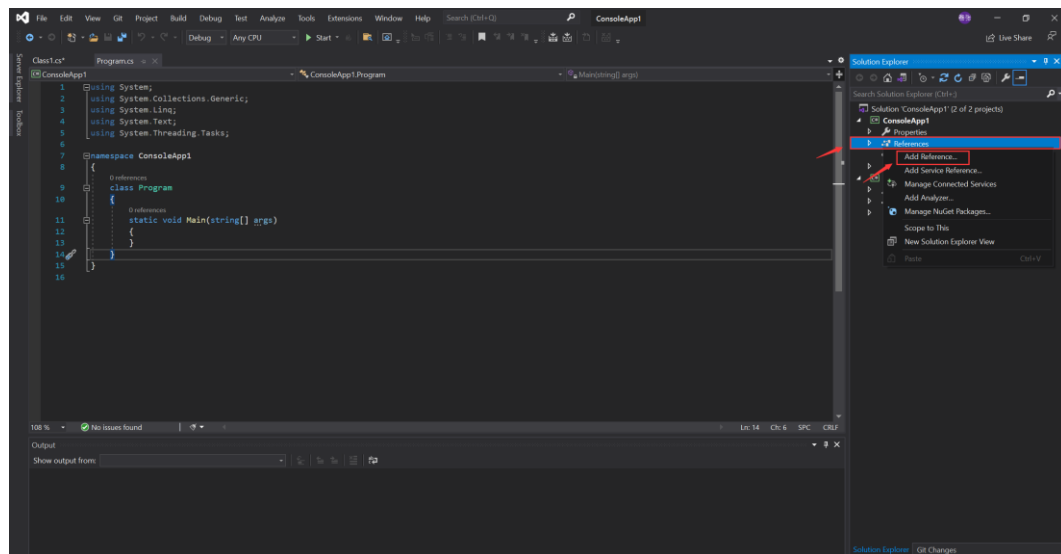 File Edit View Git Project Build Debug Test Analyze Tools Extensions Window Help Search (Ctrl+Q) ConsoleApp1
Debug Any CPU Start Live Share
Server Explorer
Toolbox
Class1.cs* Program.cs
ConsoleApp1 ConsoleApp1.Program Main(string[] args)
1 using System;
2 using System.Collections.Generic;
3 using System.Linq;
4 using System.Text;
5 using System.Threading.Tasks;
6
7 namespace ConsoleApp1
8 {
0 references
9 class Program
10 {
0 references
11 static void Main(string[] args)
12 {
13 }
14 }
15 }
16
108 % No issues found Ln: 14 Ch: 6 SPC CRLF
Output
Show output from:
Solution Explorer
Search Solution Explorer (Ctrl+;)
Solution 'ConsoleApp1' (2 of 2 projects)
ConsoleApp1
Properties
References
Add Reference...
Add Service Reference...
Manage Connected Services
Add Analyzer...
Manage NuGet Packages...
Scope to This
New Solution Explorer View
Paste Ctrl+V
Solution Explorer Git Changes